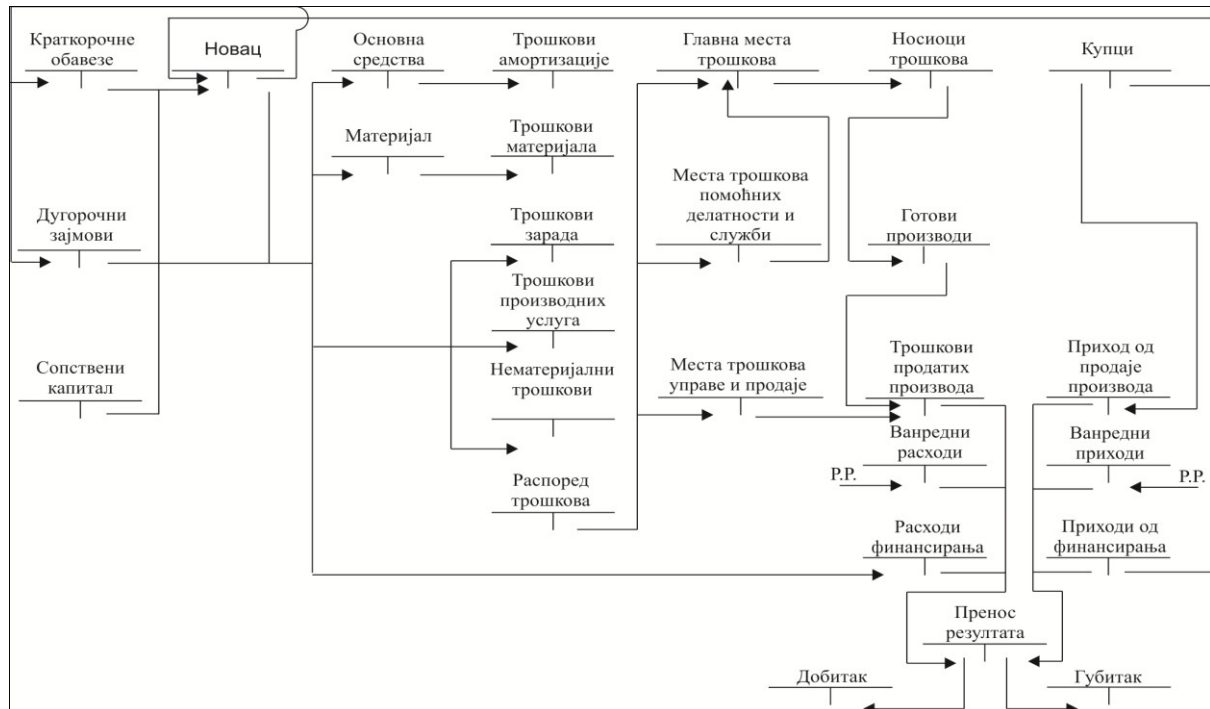 Краткорочне
обавезе
Новац
Основна
средства
Трошкови
амортизације
Главна места
трошкова
Носиоци
трошкова
Купци
Материјал
Трошкови
материјала
Дугорочни
зајмови
Трошкови
зарада
Места трошкова
помоћних
делатности и
служби
Готови
производи
Трошкови
производних
услуга
Сопствени
капитал
Нематеријални
трошкови
Места трошкова
управе и продаје
Трошкови
продатих
производа
Приход од
продаје
производа
Ванредни
расходи
Ванредни
приходи
Р.Р.
Р.Р.
Распоред
трошкова
Расходи
финансирања
Приходи од
финансирања
Пренос
резултата
Добитак
Губитак